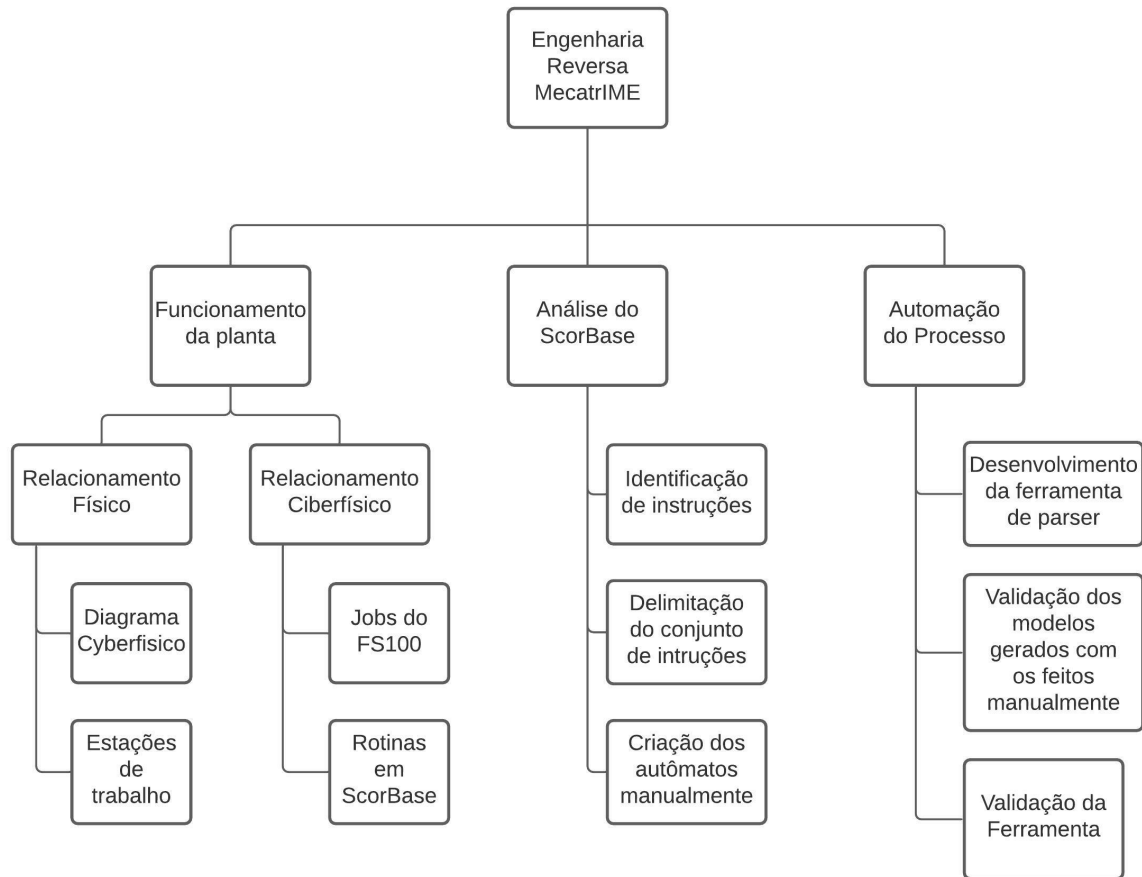 Engenharia
Reversa
MecatrIME
Funcionamento
da planta
Análise do
ScorBase
Automação
do Processo
Relacionamento
Físico
Relacionamento
Ciberfísico
Identificação
de instruções
Desenvolvimento
da ferramenta
de parser
Diagrama
Cyberfisico
Jobs do
FS100
Delimitação
do conjunto
de intruções
Validação dos
modelos
gerados com
os feitos
manualmente
Estações
de
trabalho
Rotinas
em
ScorBase
Criação dos
autômatos
manualmente
Validação da
Ferramenta